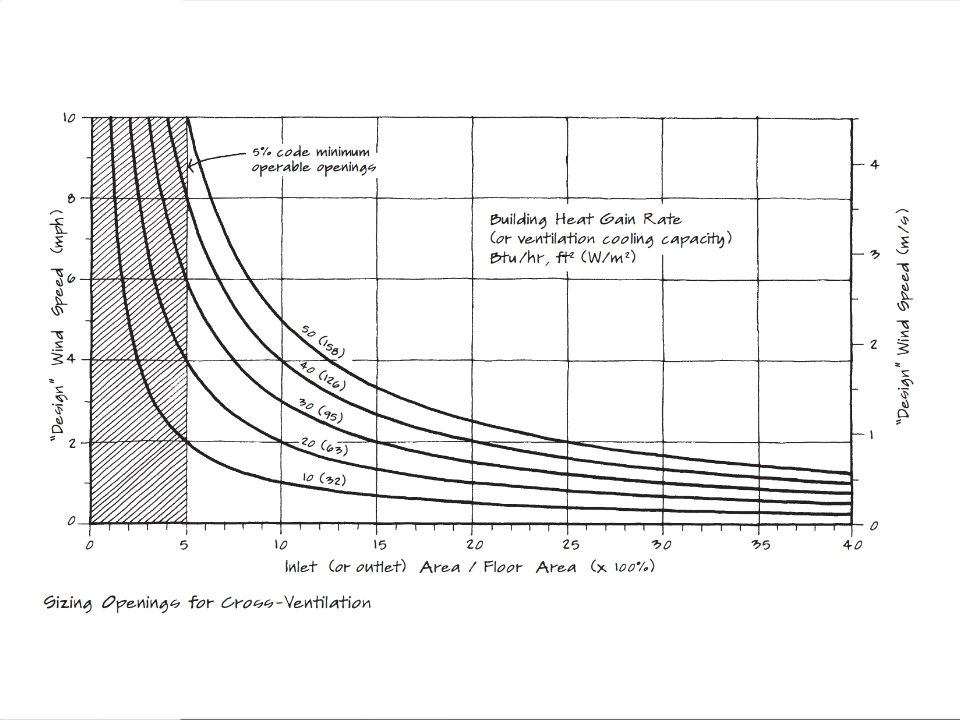 10
8
6
4
2
0
"Design" Wind Speed (mph)
5% code minimum
operable openings
Building Heat Gain Rate
(or ventilation cooling capacity)
Btu/hr, ft² (W/m²)
50 (158)
40 (126)
30 (95)
20 (63)
10 (32)
4
3
2
1
0
"Design" Wind Speed (m/s)
0 5 10 15 20 25 30 35 40
Inlet (or outlet) Area / Floor Area (x 100%)
Sizing Openings for Cross-Ventilation